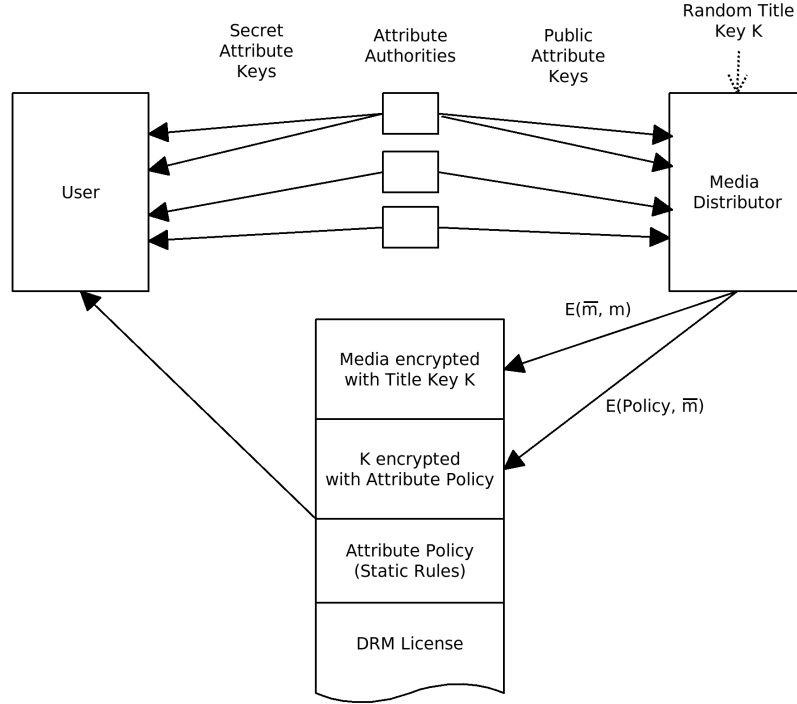 Random Title
Key K
Secret
Attribute
Keys
Attribute
Authorities
Public
Attribute
Keys
User
Media
Distributor
E(m̅, m)
Media encrypted
with Title Key K
E(Policy, m̅)
K encrypted
with Attribute Policy
Attribute Policy
(Static Rules)
DRM License